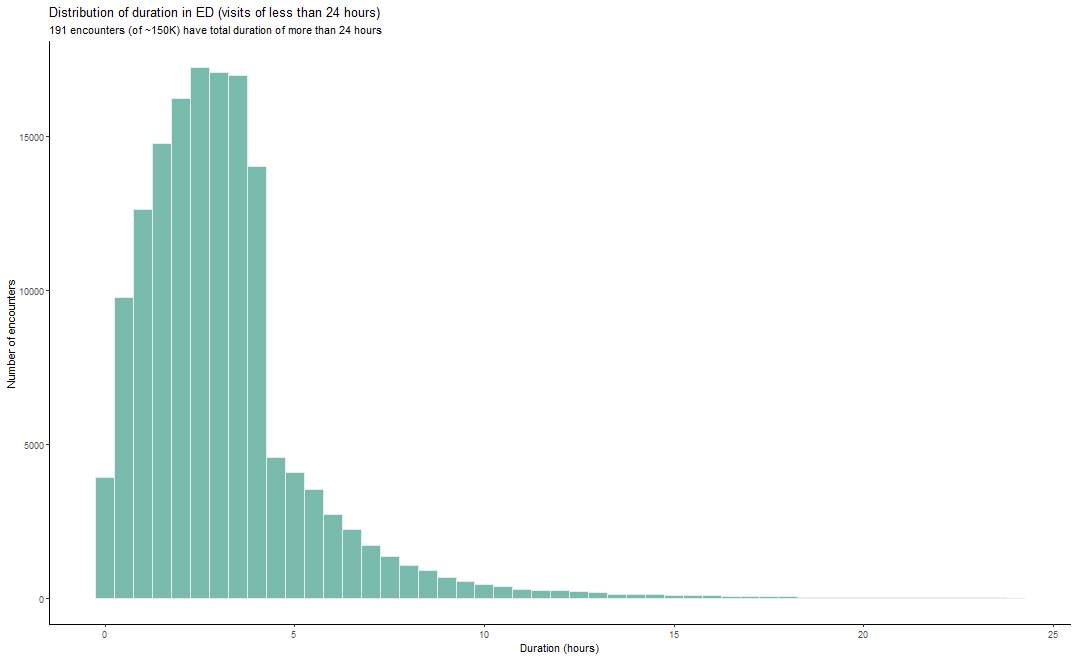 Distribution of duration in ED (visits of less than 24 hours)
191 encounters (of ~150K) have total duration of more than 24 hours
Number of encounters
15000
10000
5000
0
0 5 10 15 20 25
Duration (hours)